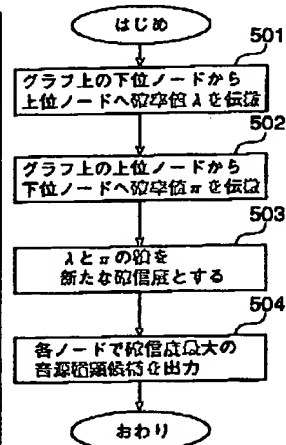 はじめ
501
グラフ上の下位ノードから
上位ノードへ確率値λを伝搬
502
グラフ上の上位ノードから
下位ノードへ確率値πを伝搬
503
λとπの積を
新たな確信度とする
504
各ノードで確信度最大の
音源種類候補を出力
おわり